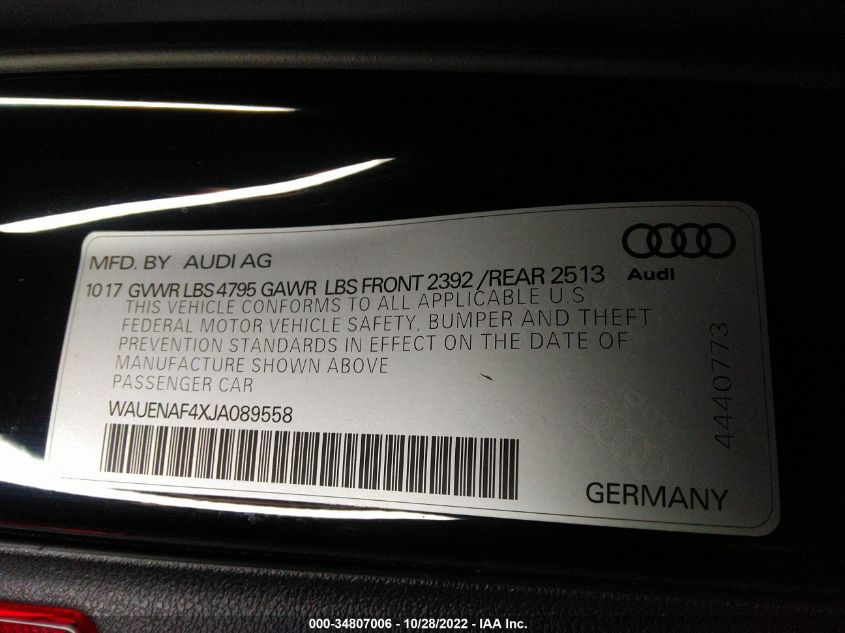 MFD. BY AUDI AG
Audi
10 17 GVWR LBS 4795 GAWR LBS FRONT 2392 /REAR 2513
THIS VEHICLE CONFORMS TO ALL APPLICABLE U.S
FEDERAL MOTOR VEHICLE SAFETY, BUMPER AND THEFT
PREVENTION STANDARDS IN EFFECT ON THE DATE OF
MANUFACTURE SHOWN ABOVE
PASSENGER CAR
WAUENAF4XJA089558
4440773
GERMANY
000-34807006 - 10/28/2022 - IAA Inc.